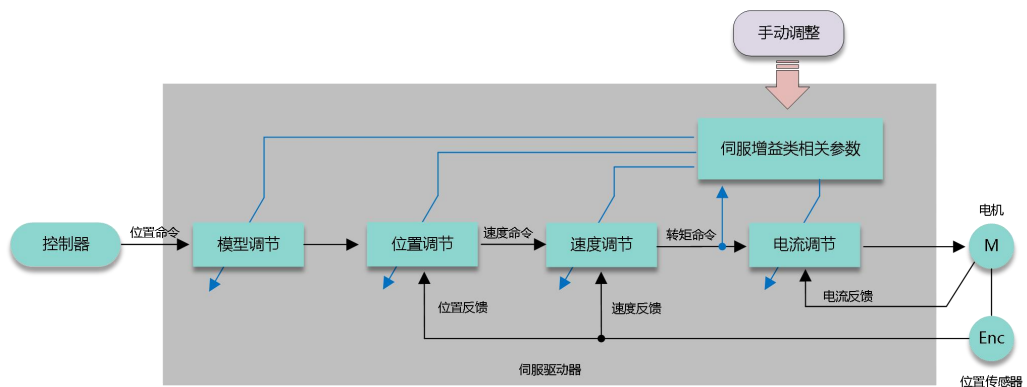 手动调整
伺服增益类相关参数
控制器
位置命令
模型调节
位置调节
速度命令
速度调节
转矩命令
电流调节
电机
M
位置反馈
速度反馈
电流反馈
Enc
伺服驱动器
位置传感器